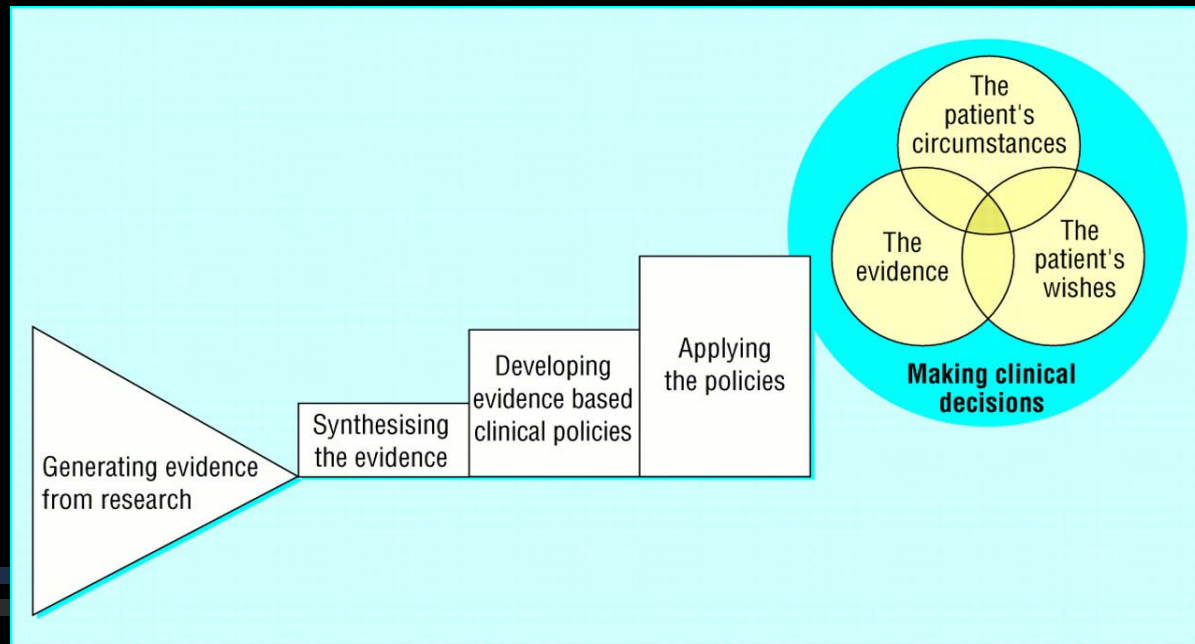 Generating evidence
from research
Synthesising
the evidence
Developing
evidence based
clinical policies
Applying
the policies
The
patient's
circumstances
The
evidence
The
patient's
wishes
Making clinical
decisions